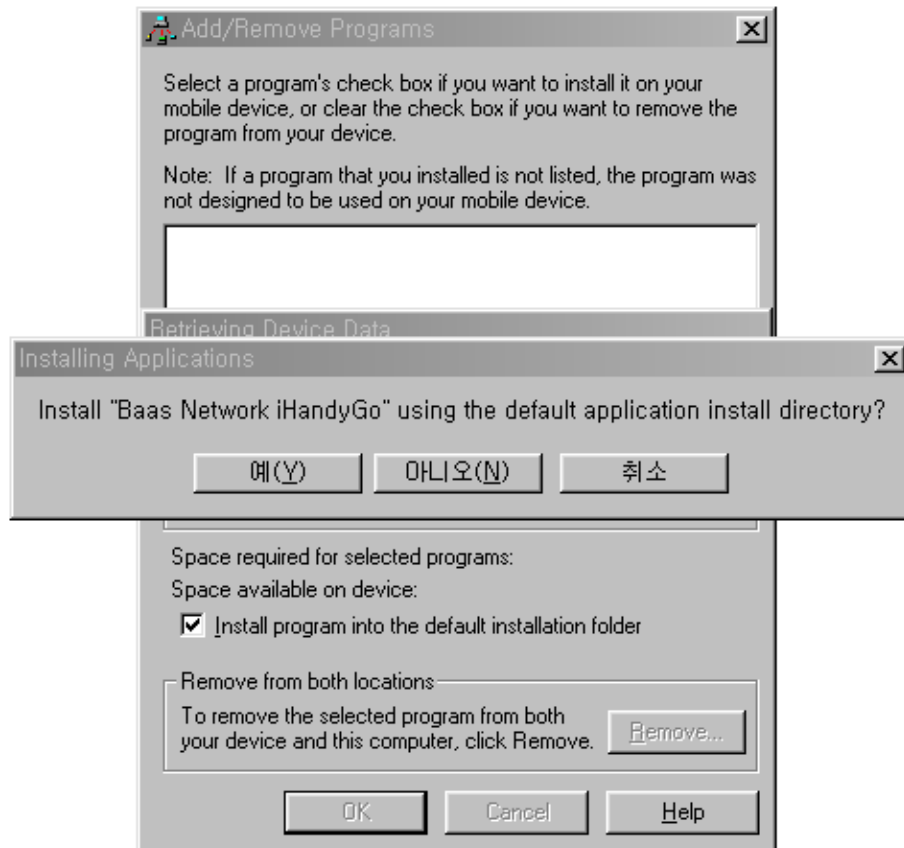 Add/Remove Programs
Select a program's check box if you want to install it on your
mobile device, or clear the check box if you want to remove the
program from your device.
Note: If a program that you installed is not listed, the program was
not designed to be used on your mobile device.
Retrieving Device Data
Installing Applications
Install "Baas Network iHandyGo" using the default application install directory?
예(Y) 아니오(N) 취소
Space required for selected programs:
Space available on device:
Install program into the default installation folder
Remove from both locations
To remove the selected program from both
your device and this computer, click Remove.
Remove...
OK Cancel Help